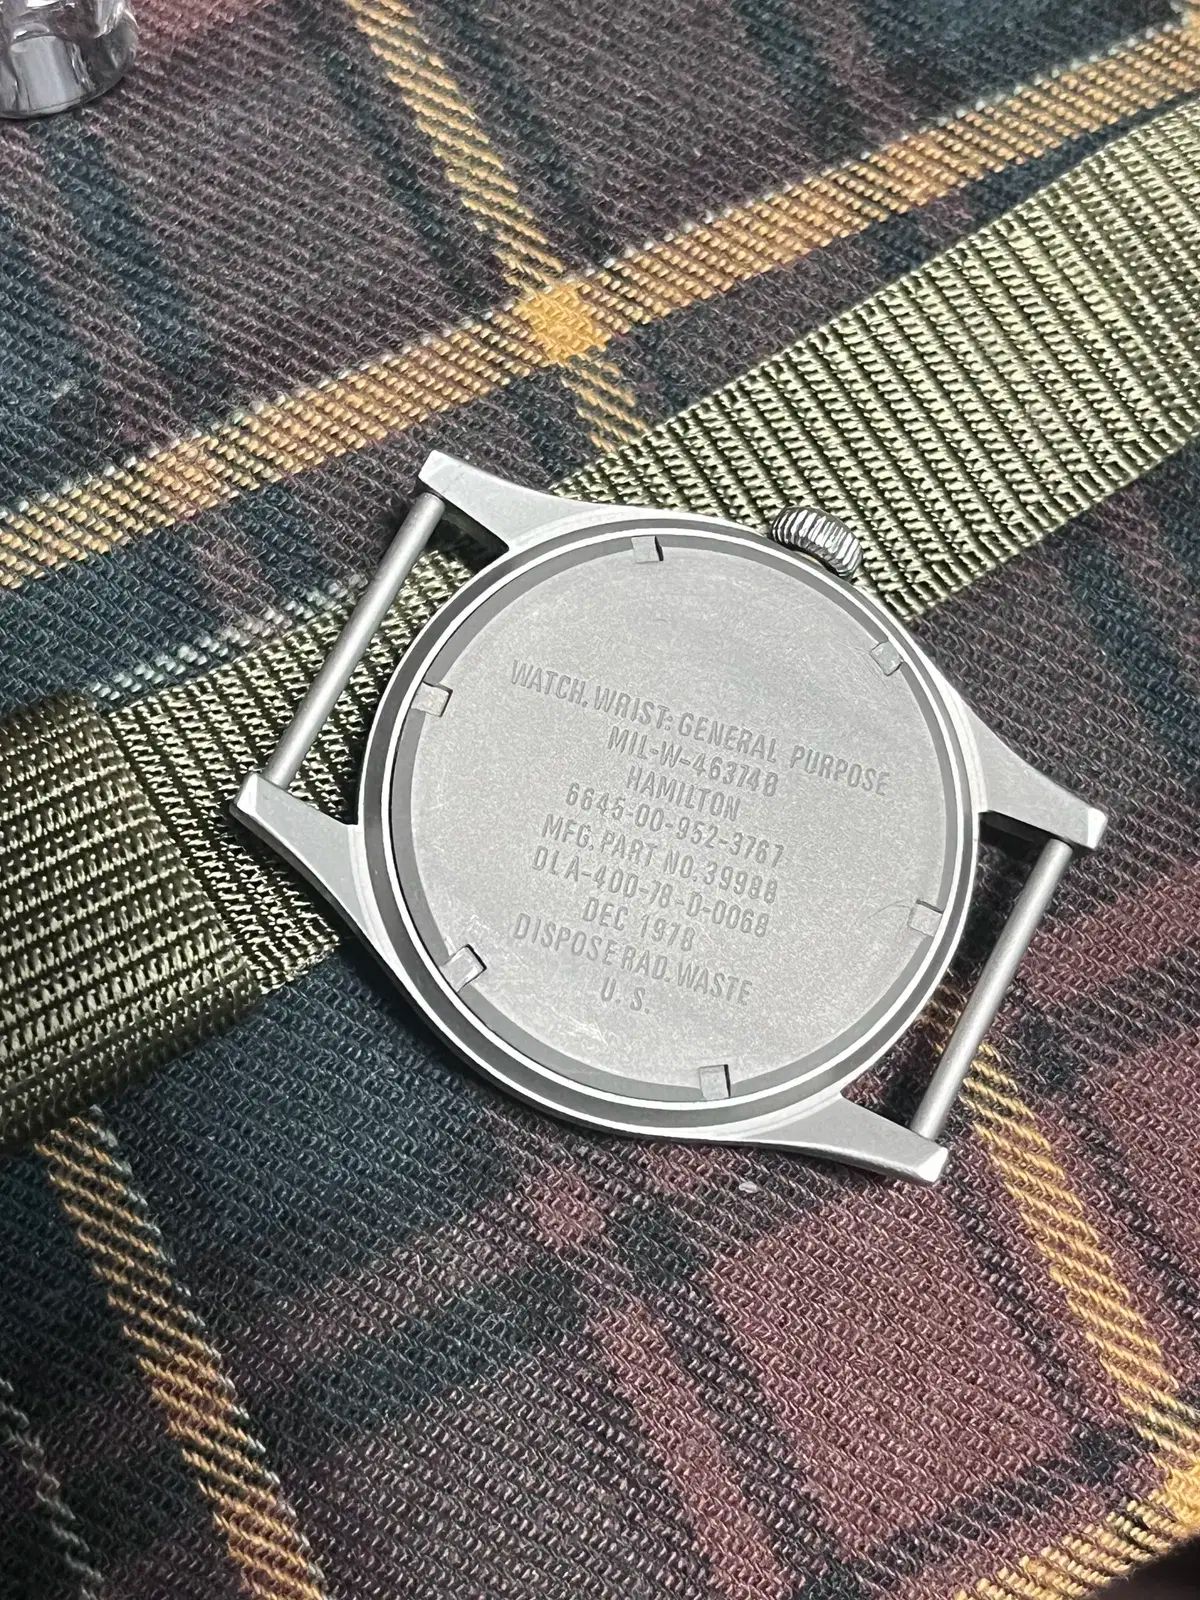 WATCH, WRIST: GENERAL PURPOSE
MIL-W-46374B
HAMILTON
6645-00-952-3767
MFG. PART NO. 39988
DLA-400-78-D-0068
DEC 1978
DISPOSE RAD. WASTE
U. S.